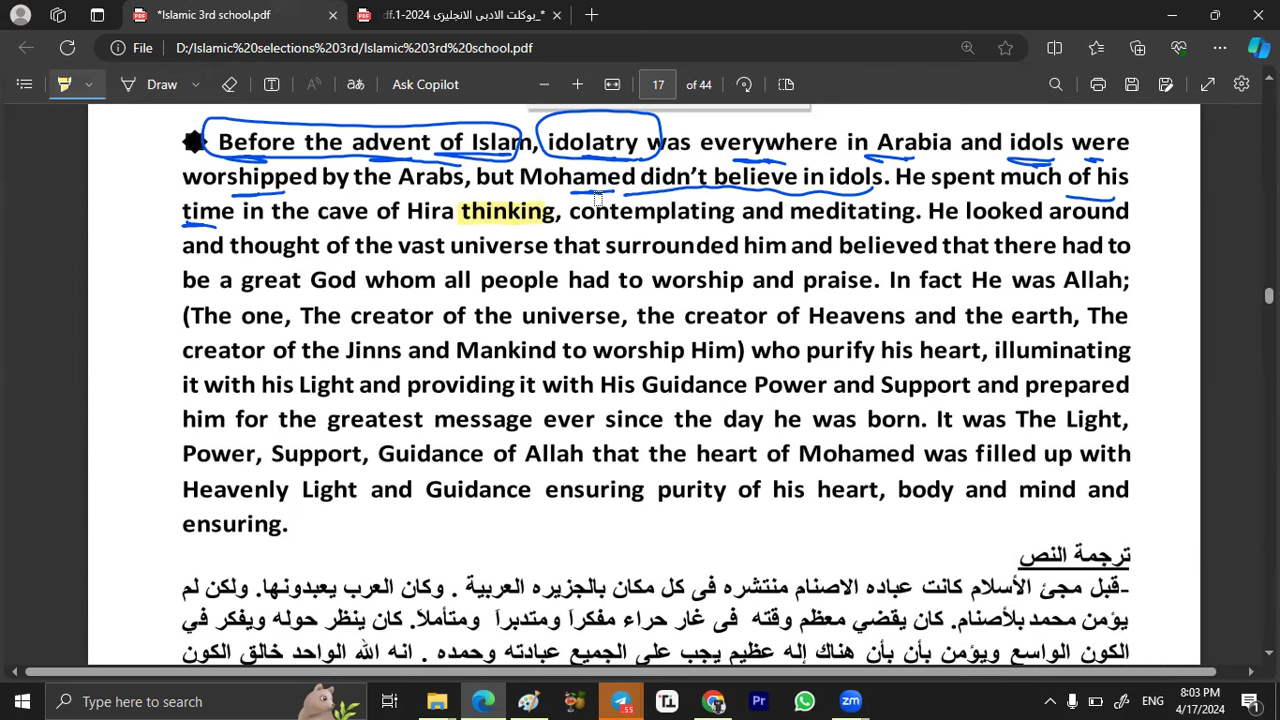 *Islamic 3rd school.pdf
بوكلت الادبى الانجليزى 2024-1.df_*
File
D:/Islamic%20selections%203rd/Islamic%203rd%20school.pdf
Draw
Ask Copilot
17 of 44
Before the advent of Islam, idolatry was everywhere in Arabia and idols were
worshipped by the Arabs, but Mohamed didn't believe in idols. He spent much of his
time in the cave of Hira thinking, contemplating and meditating. He looked around
and thought of the vast universe that surrounded him and believed that there had to
be a great God whom all people had to worship and praise. In fact He was Allah;
(The one, The creator of the universe, the creator of Heavens and the earth, The
creator of the Jinns and Mankind to worship Him) who purify his heart, illuminating
it with his Light and providing it with His Guidance Power and Support and prepared
him for the greatest message ever since the day he was born. It was The Light,
Power, Support, Guidance of Allah that the heart of Mohamed was filled up with
Heavenly Light and Guidance ensuring purity of his heart, body and mind and
ensuring.
ترجمة النص
-قبل مجئ الأسلام كانت عباده الاصنام منتشره فى كل مكان بالجزيره العربية . وكان العرب يعبدونها. ولكن لم
يؤمن محمد بلأصنام. كان يقضي معظم وقته فى غار حراء مفكراَ ومتدبراَ ومتأملاَ. كان ينظر حوله ويفكر في
الكون الواسع ويؤمن بأن بأن هناك إله عظيم يجب على الجميع عبادته وحمده . انه الله الواحد خالق الكون
Type here to search
55
ENG
8:03 PM
4/17/2024